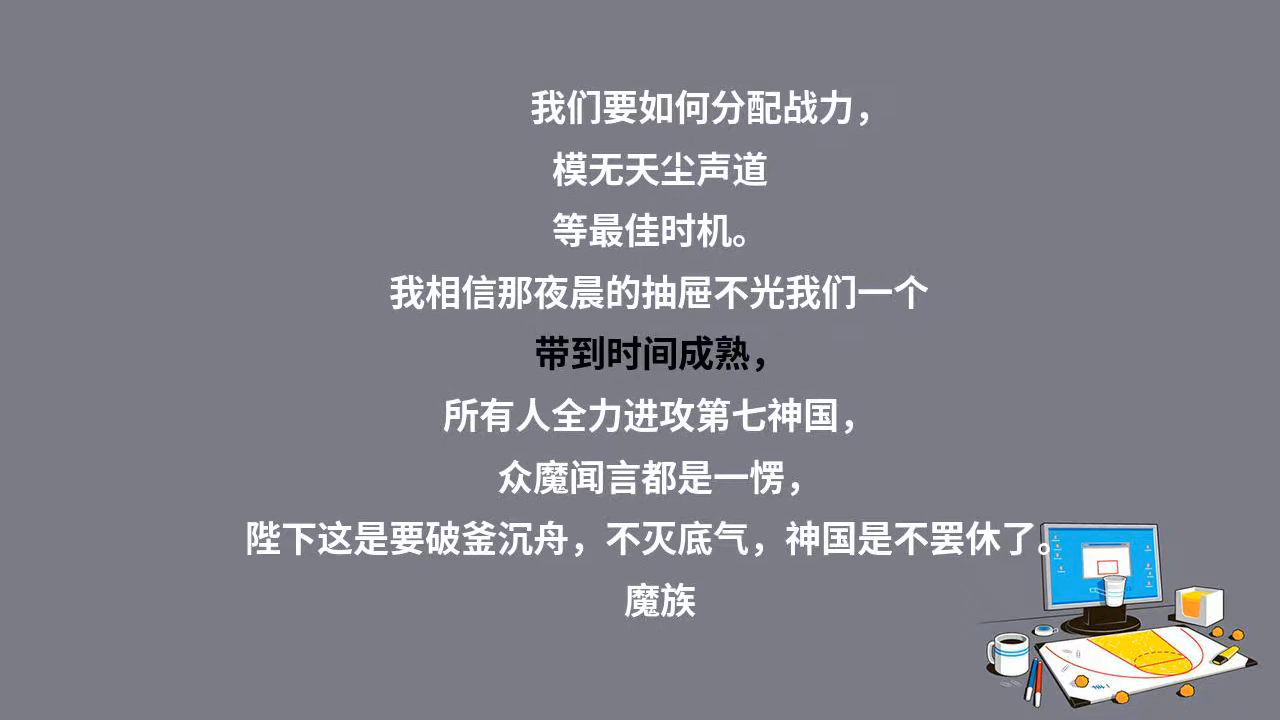 我们要如何分配战力，
模无天尘声道
等最佳时机。
我相信那夜晨的抽屉不光我们一个
带到时间成熟，
所有人全力进攻第七神国，
众魔闻言都是一愣，
陛下这是要破釜沉舟，不灭底气，神国是不罢休了。
魔族